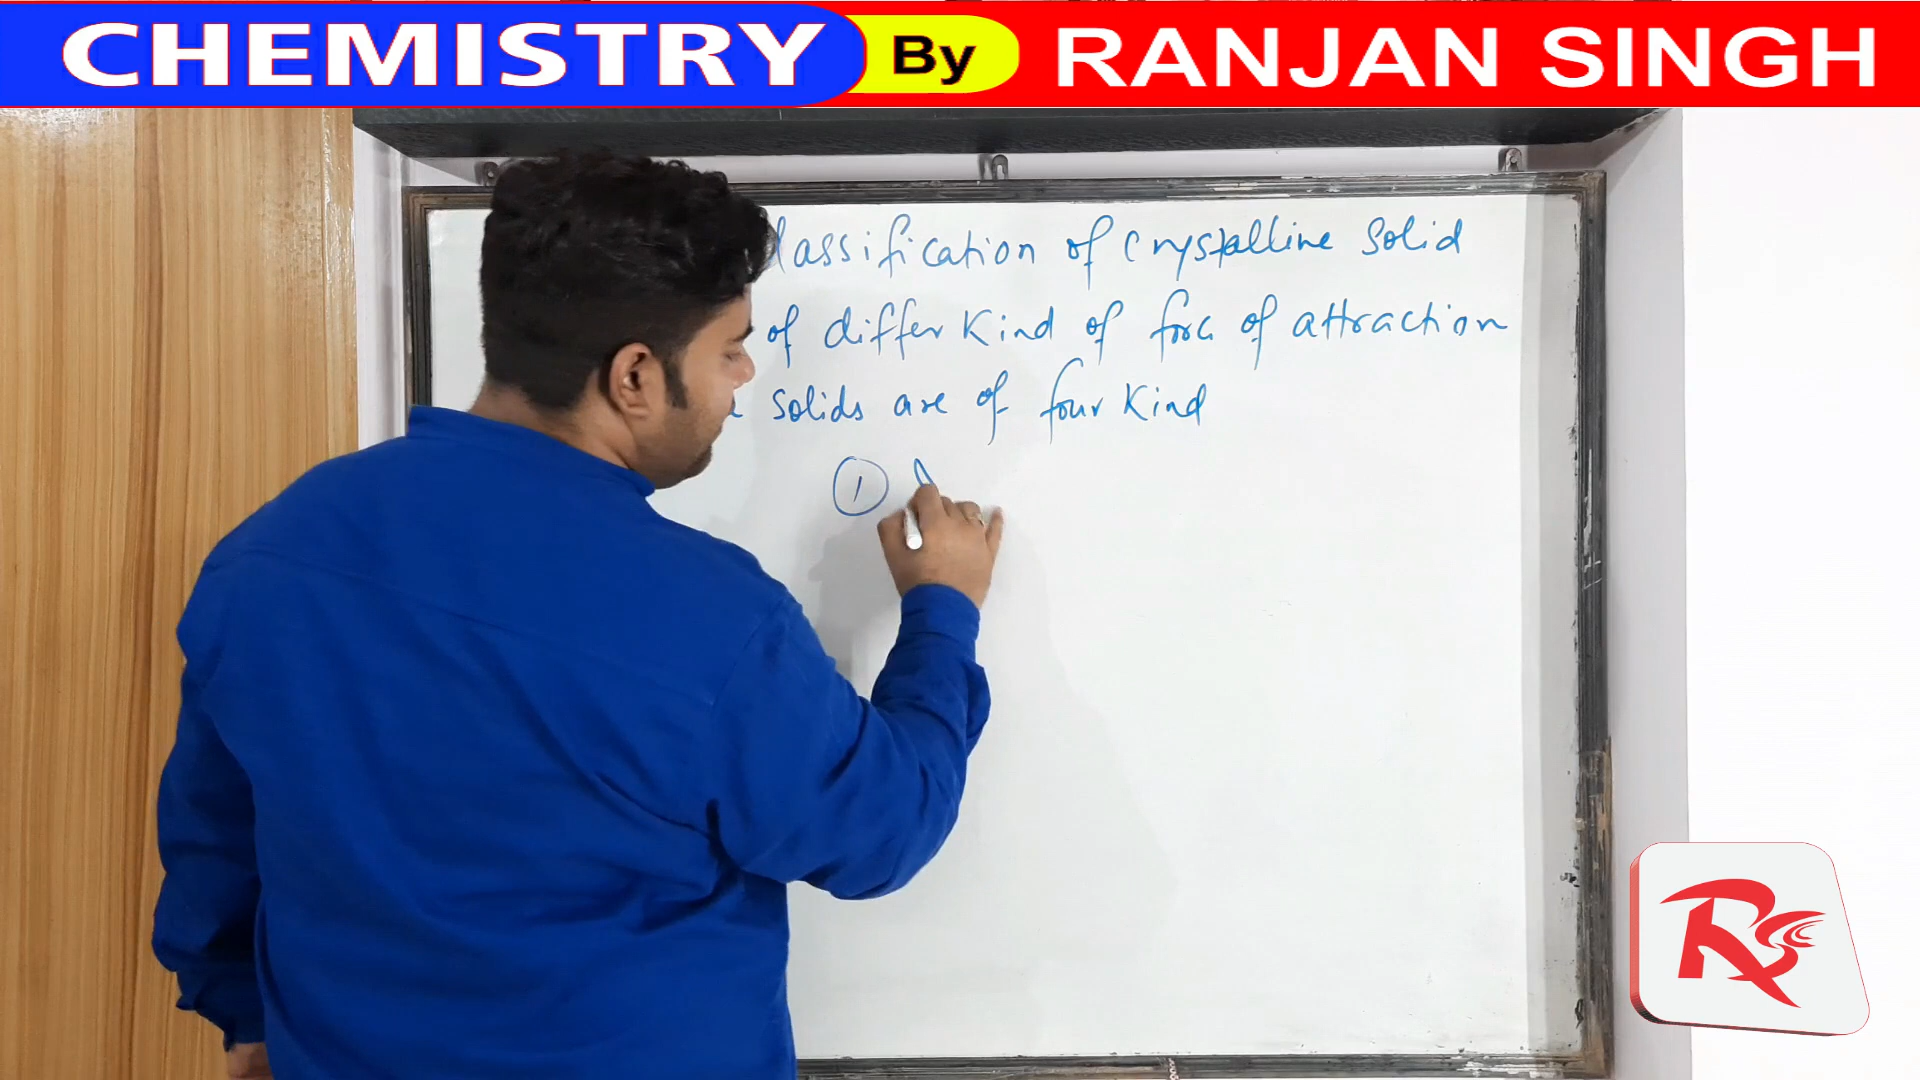 CHEMISTRY By RANJAN SINGH
lassification of Crystalline Solid
of differ Kind of forc of attraction
Solids are of four Kind
①
RS